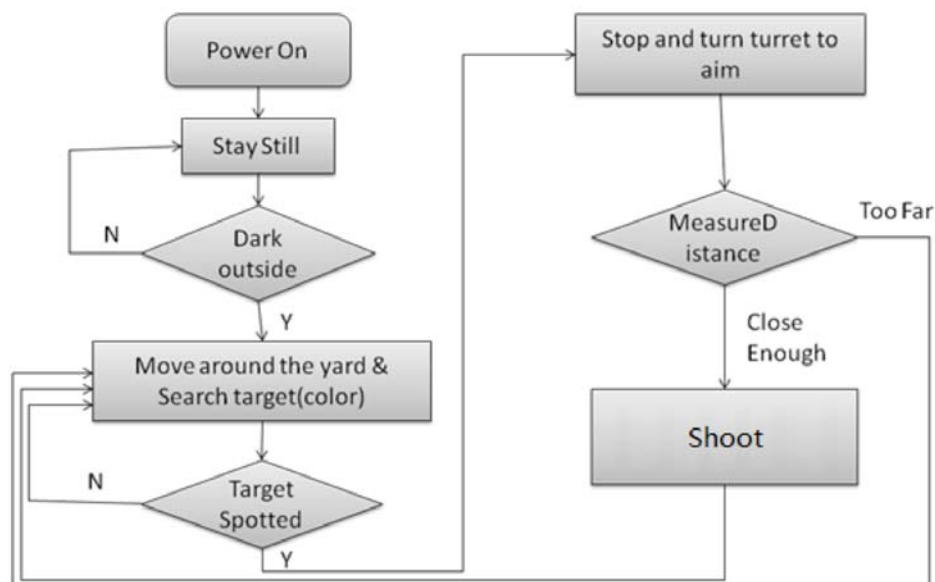 Power On
Stay Still
N
Dark
outside
Y
Move around the yard &
Search target(color)
N
Target
Spotted
Y
Stop and turn turret to
aim
MeasureD
istance
Too Far
Close
Enough
Shoot